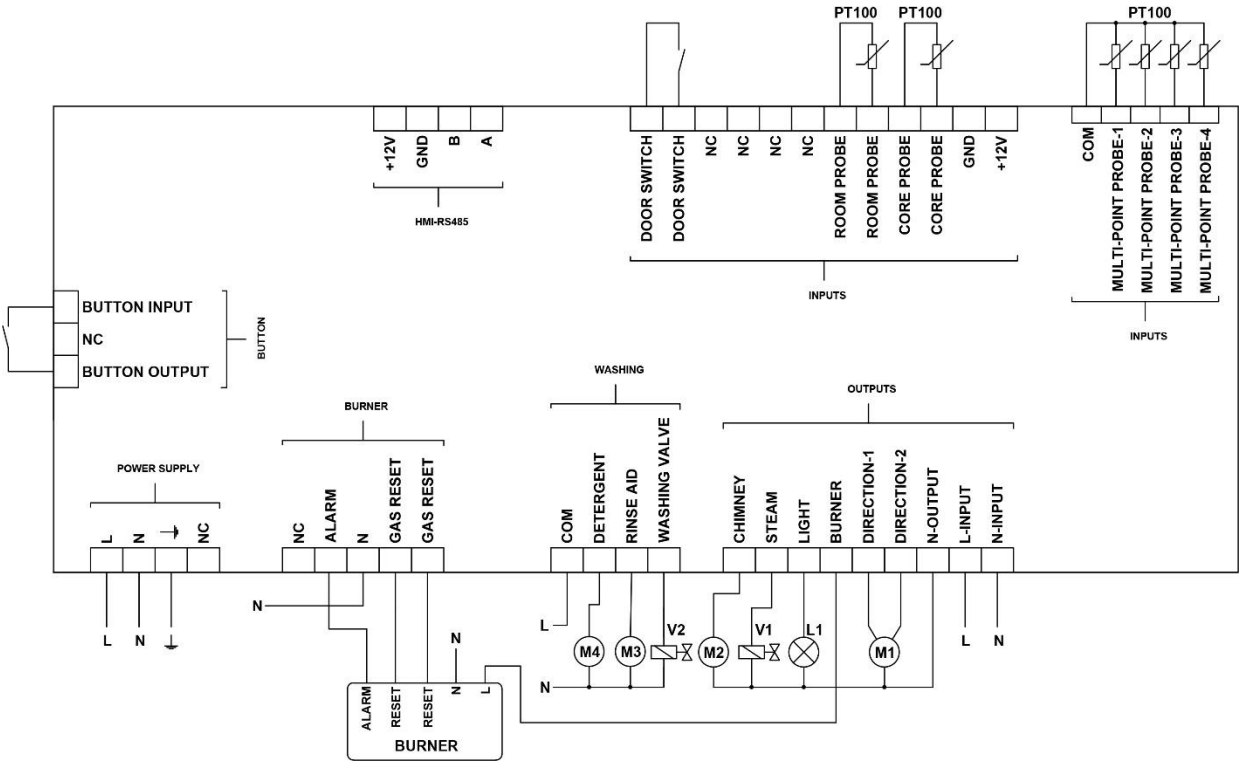 PT100 PT100 PT100
+12V
GND
B
A
HMI-RS485
DOOR SWITCH
DOOR SWITCH
NC
NC
NC
NC
ROOM PROBE
ROOM PROBE
CORE PROBE
CORE PROBE
GND
+12V
INPUTS
COM
MULTI-POINT PROBE-1
MULTI-POINT PROBE-2
MULTI-POINT PROBE-3
MULTI-POINT PROBE-4
INPUTS
BUTTON INPUT
NC
BUTTON OUTPUT
BUTTON
POWER SUPPLY
L
N
NC
L
N
BURNER
NC
ALARM
N
GAS RESET
GAS RESET
N
N
ALARM
RESET
RESET
N
L
BURNER
WASHING
COM
DETERGENT
RINSE AID
WASHING VALVE
L
M4
M3
V2
N
OUTPUTS
CHIMNEY
STEAM
LIGHT
BURNER
DIRECTION-1
DIRECTION-2
N-OUTPUT
L-INPUT
N-INPUT
M2
V1
L1
M1
L
N